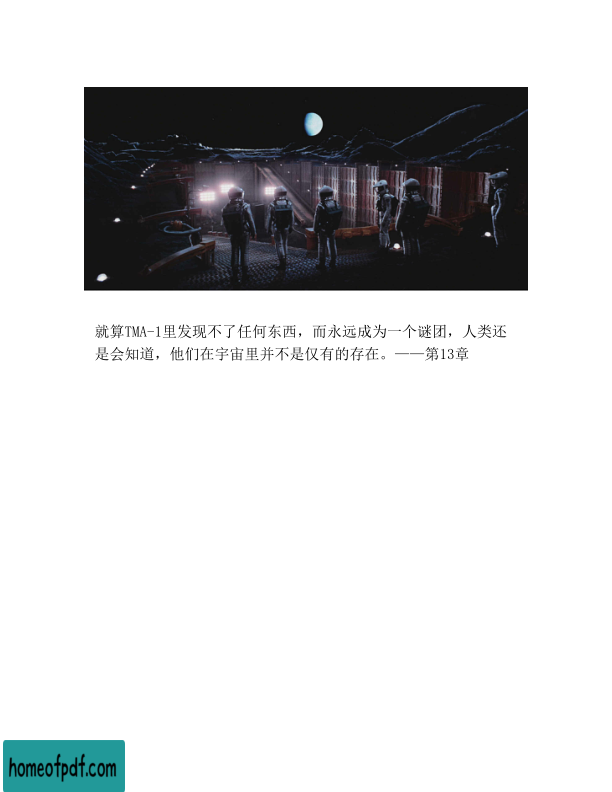 就算TMA-1里发现不了任何东西，而永远成为一个谜团，人类还
是会知道，他们在宇宙里并不是仅有的存在。——第13章
homeofpdf.com